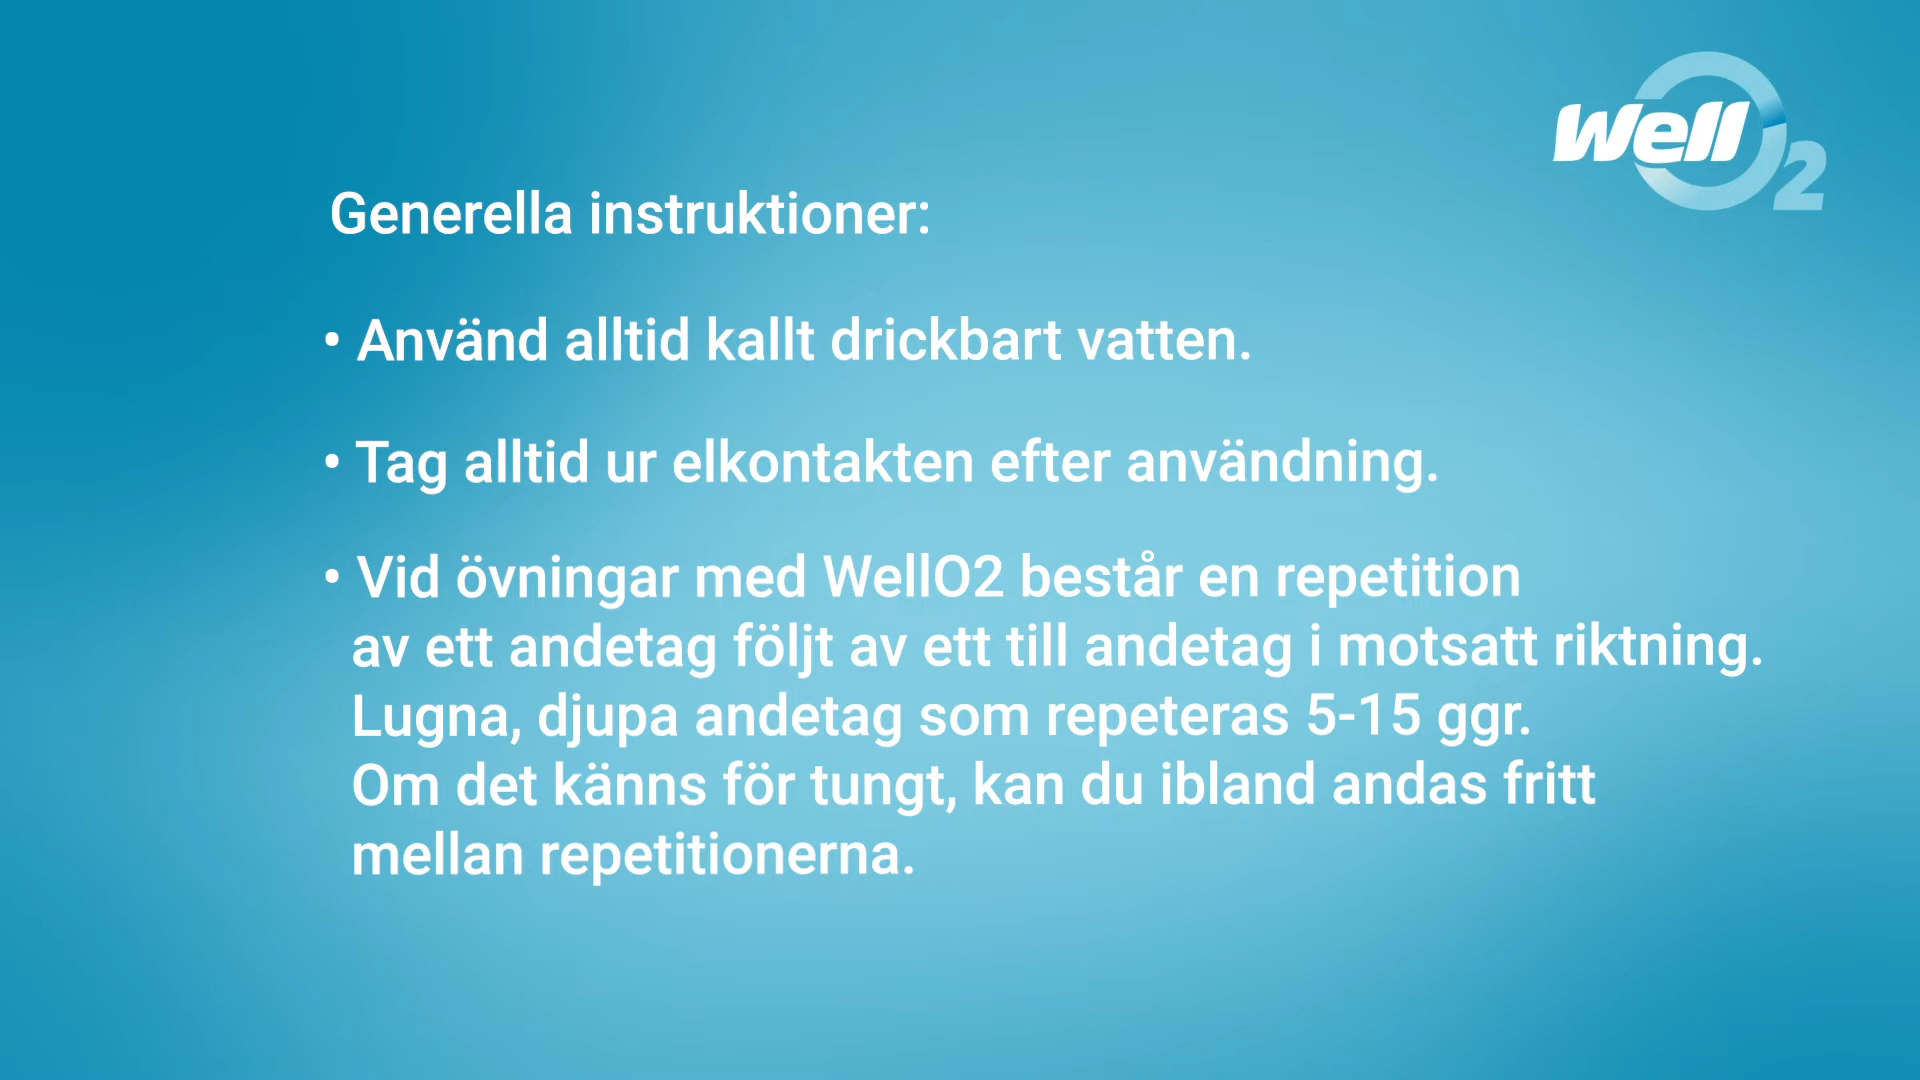 Well O2
Generella instruktioner:
• Använd alltid kallt drickbart vatten.
• Tag alltid ur elkontakten efter användning.
• Vid övningar med WellO2 består en repetition
av ett andetag följt av ett till andetag i motsatt riktning.
Lugna, djupa andetag som repeteras 5-15 ggr.
Om det känns för tungt, kan du ibland andas fritt
mellan repetitionerna.